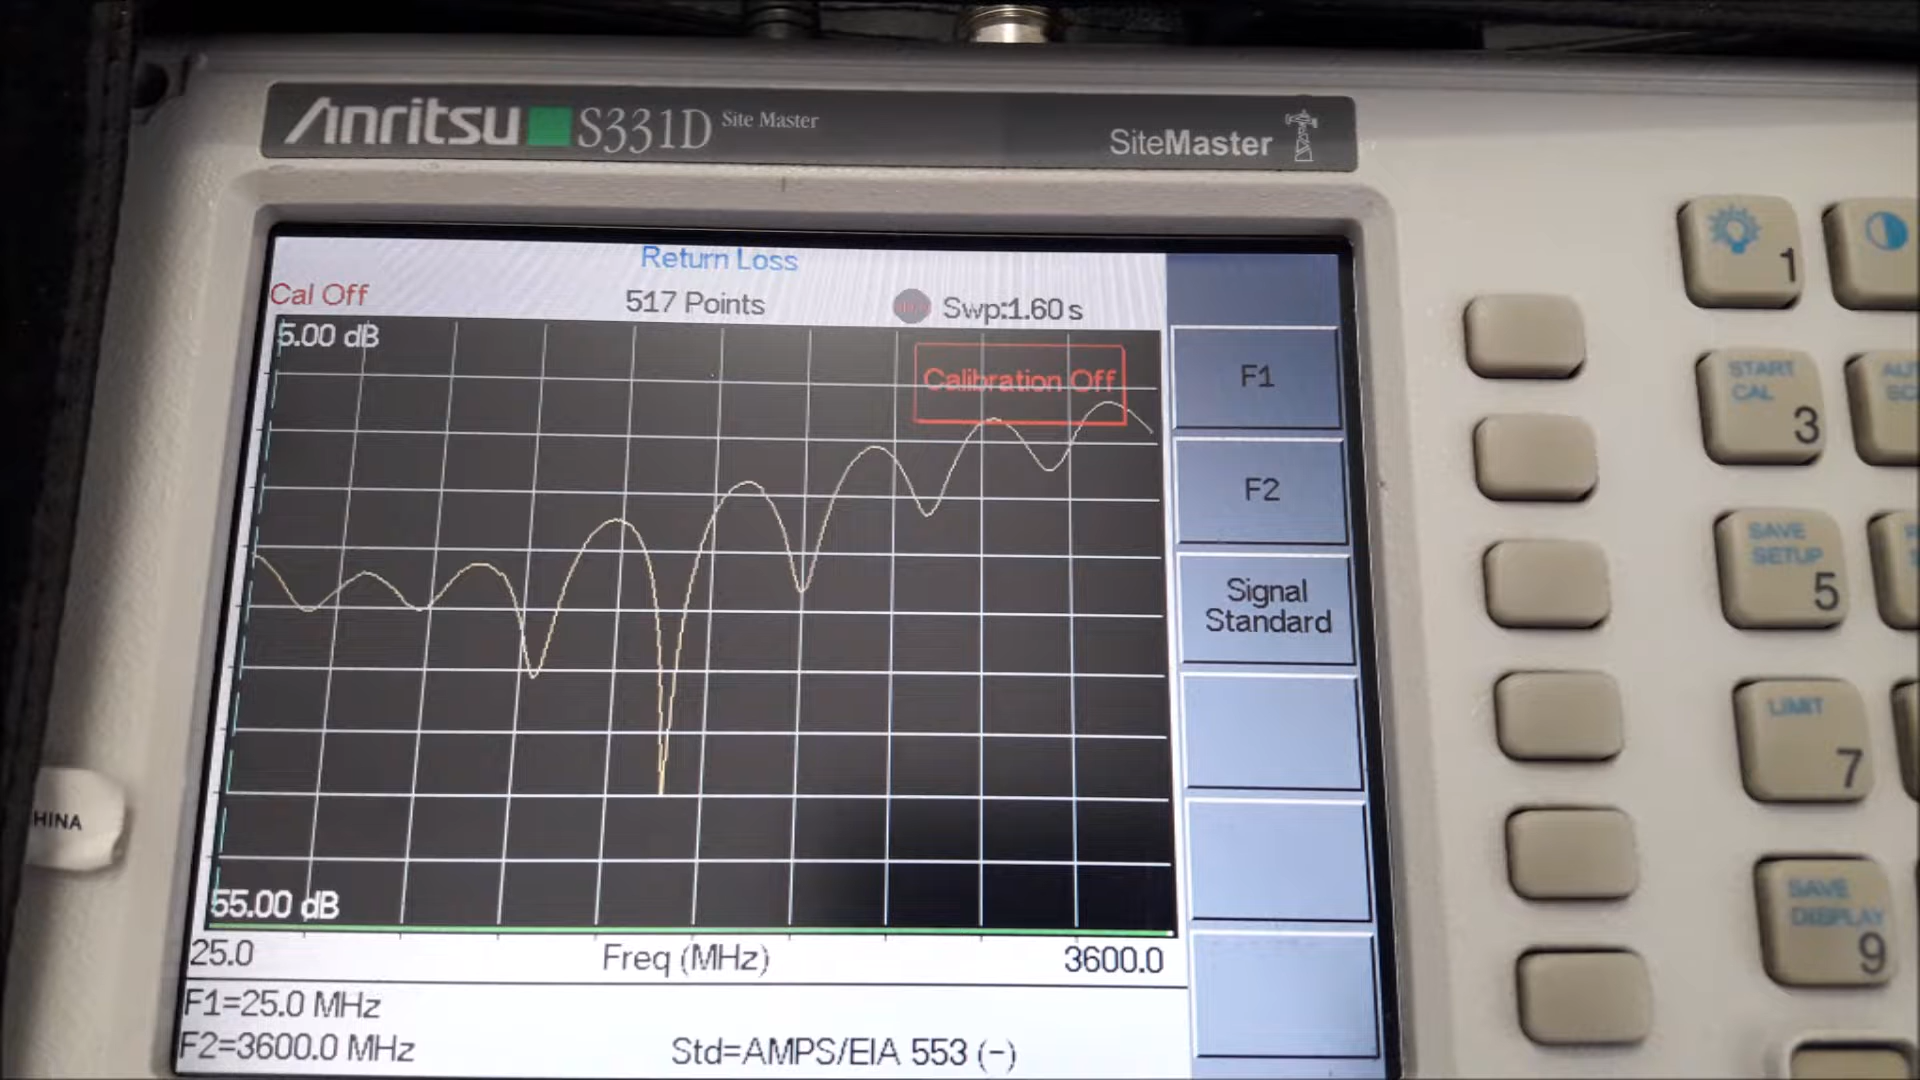 Anritsu S331D Site Master
SiteMaster
Return Loss
Cal Off
517 Points
Swp:1.60 s
5.00 dB
Calibration Off
F1
F2
Signal
Standard
55.00 dB
25.0
Freq (MHz)
3600.0
F1=25.0 MHz
F2=3600.0 MHz
Std=AMPS/EIA 553 (-)
1
START
CAL
3
SAVE
SETUP
5
LIMIT
7
SAVE
DISPLAY
9
HINA